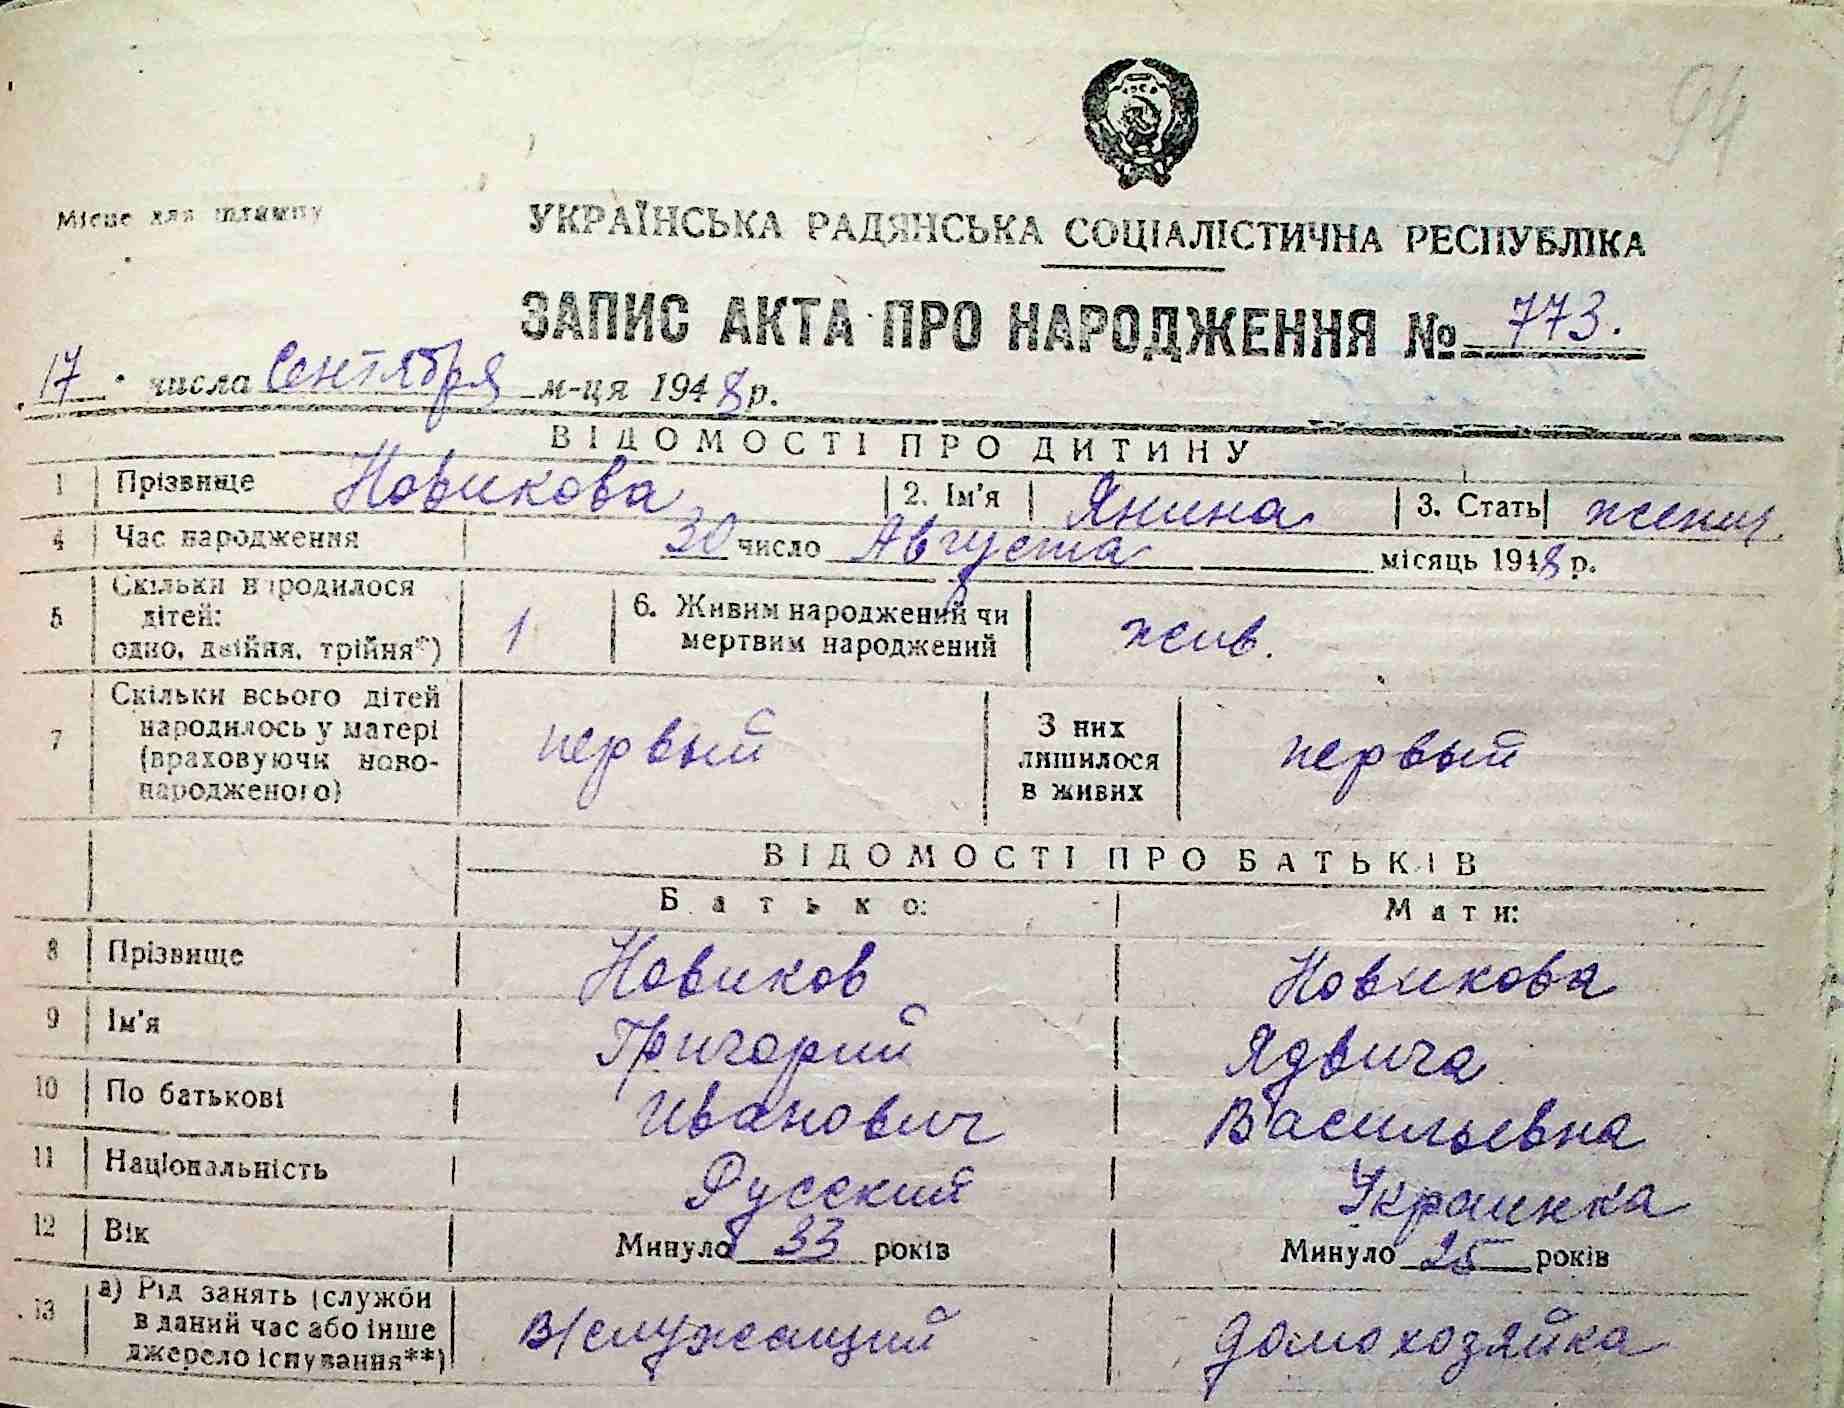 94
Місце для штампу
УКРАЇНСЬКА РАДЯНСЬКА СОЦІАЛІСТИЧНА РЕСПУБЛІКА
ЗАПИС АКТА ПРО НАРОДЖЕННЯ № 773.
17 числа Сентября м-ця 1948 р.
ВІДОМОСТІ ПРО ДИТИНУ
1 Прізвище Новикова 2. Ім'я Янина 3. Стать женск
4 Час народження 30 число Августа місяць 1948 р.
5 Скільки народилося
дітей:
одно, двійня, трійня*) 1
6. Живим народжений чи
мертвим народжений жив.
7 Скільки всього дітей
народилось у матері
(враховуючи ново-
народженого) первый
З них
лишилося
в живих первый
ВІДОМОСТІ ПРО БАТЬКІВ
Батько: Мати:
8 Прізвище Новиков Новикова
9 Ім'я Григорий Ядвига
10 По батькові Иванович Васильевна
11 Національність Русский Украинка
12 Вік Минуло 33 років Минуло 25 років
13 а) Рід занять (служби
в даний час або інше
джерело існування**) В/служащий домохозяйка